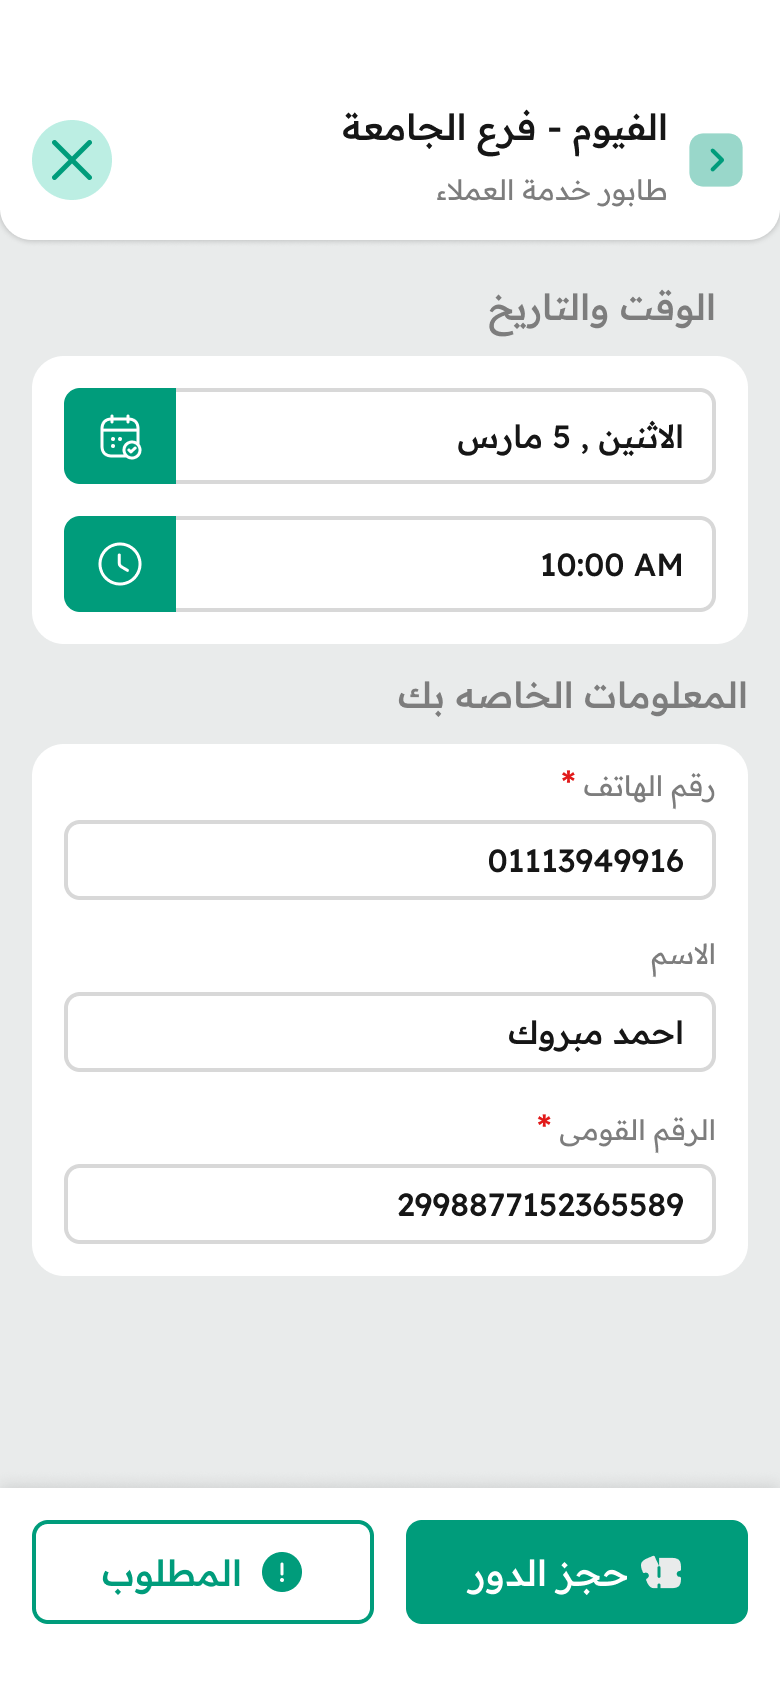 الفيوم - فرع الجامعة
طابور خدمة العملاء
الوقت والتاريخ
الاثنين , 5 مارس
10:00 AM
المعلومات الخاصه بك
رقم الهاتف *
01113949916
الاسم
احمد مبروك
الرقم القومى *
2998877152365589
حجز الدور
المطلوب